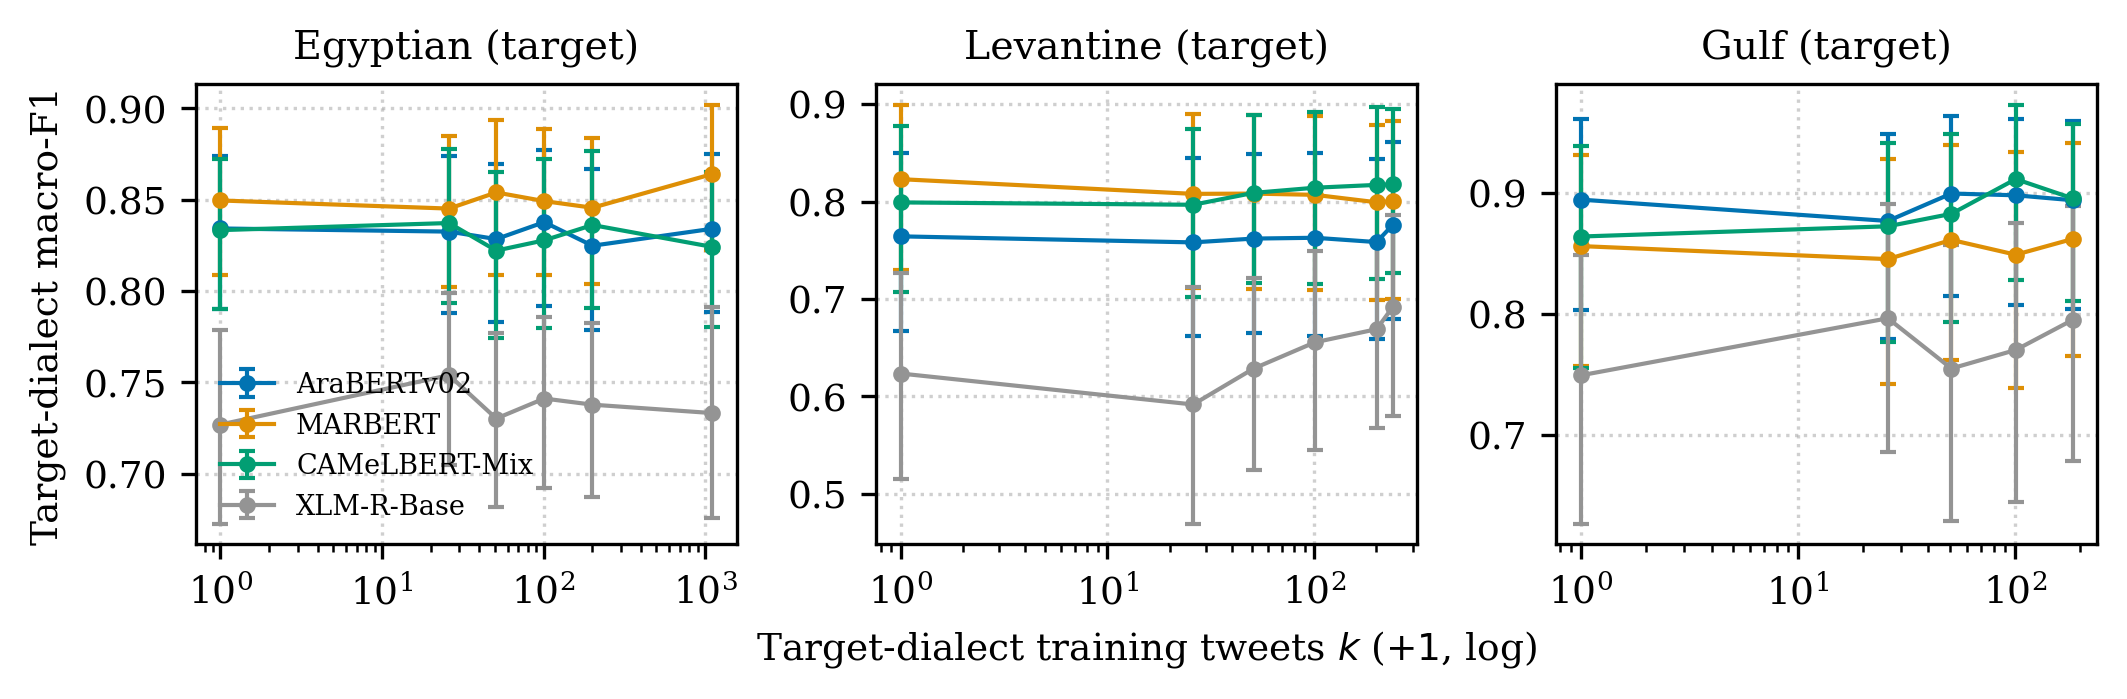 Egyptian (target)
Levantine (target)
Gulf (target)
Target-dialect macro-F1
0.90
0.85
0.80
0.75
0.70
AraBERTv02
MARBERT
CAMeLBERT-Mix
XLM-R-Base
10⁰ 10¹ 10² 10³
0.9
0.8
0.7
0.6
0.5
10⁰ 10¹ 10²
0.9
0.8
0.7
10⁰ 10¹ 10²
Target-dialect training tweets k (+1, log)